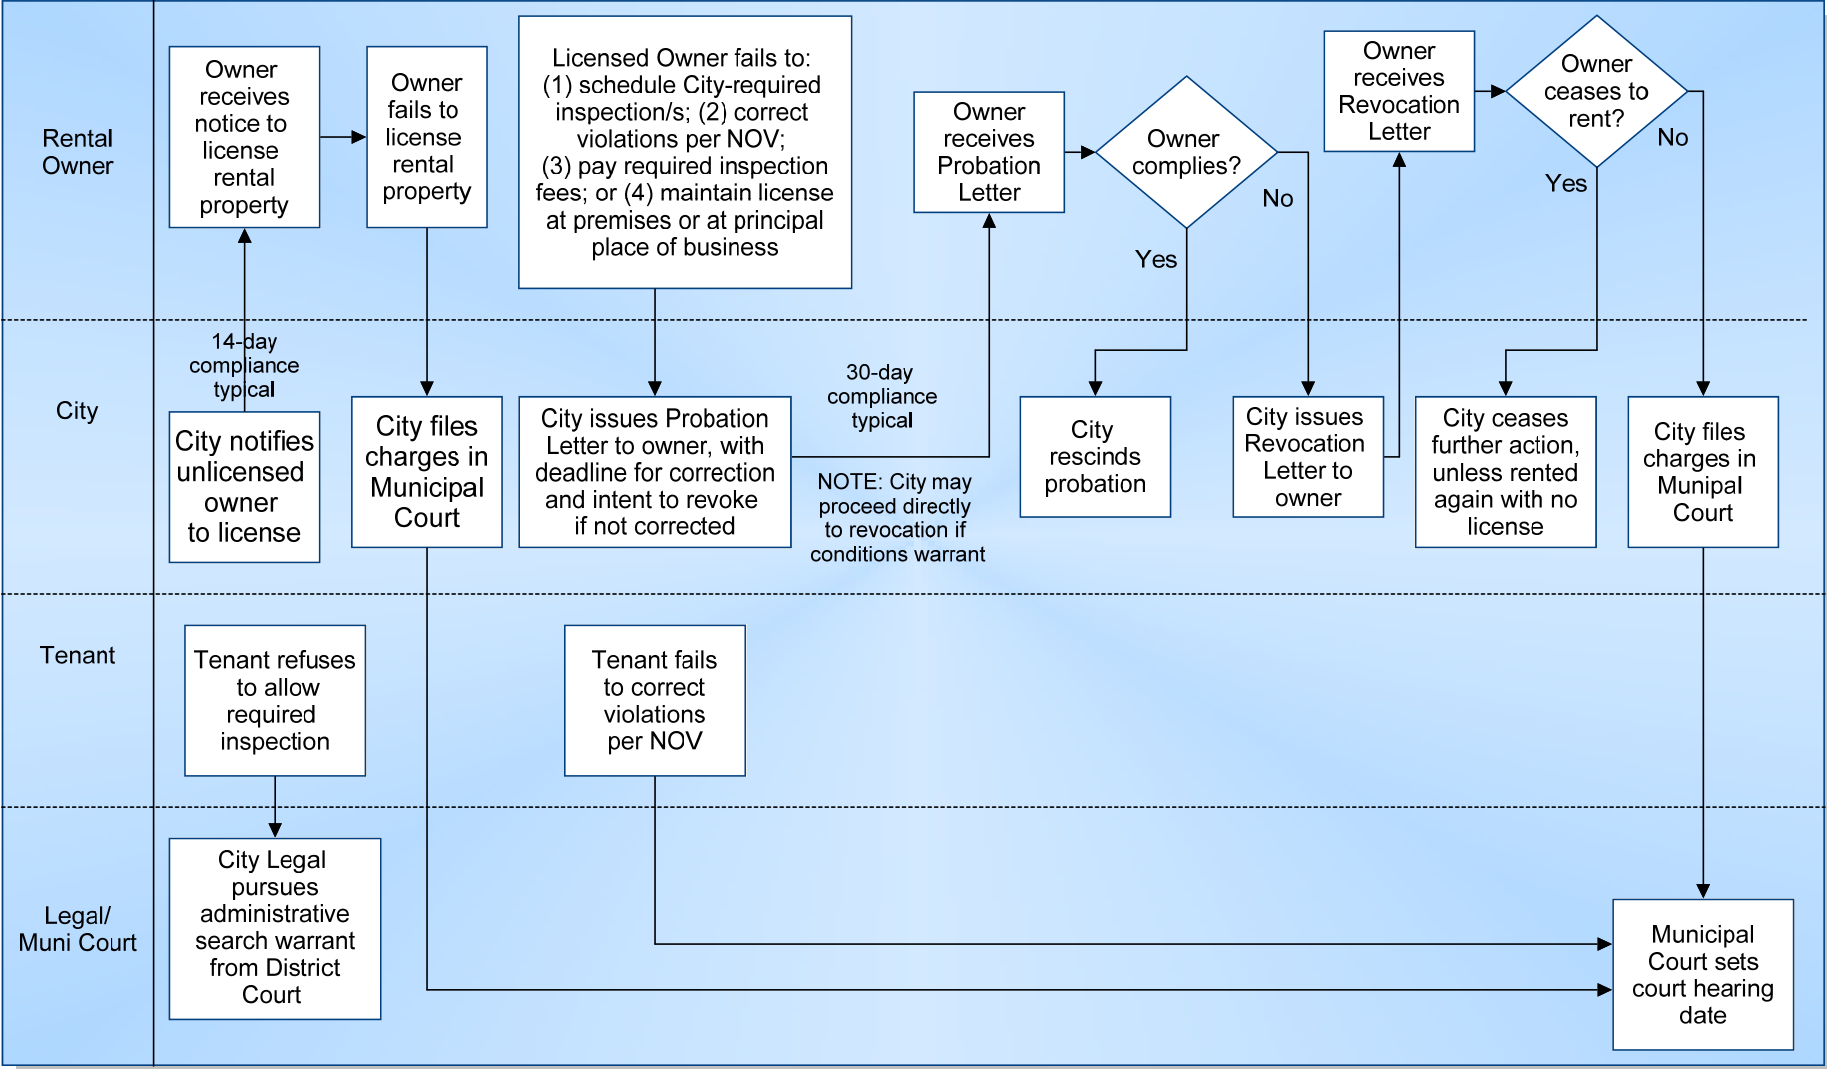 Rental
Owner
Owner
receives
notice to
license
rental
property
Owner
fails to
license
rental
property
Licensed Owner fails to:
(1) schedule City-required
inspection/s; (2) correct
violations per NOV;
(3) pay required inspection
fees; or (4) maintain license
at premises or at principal
place of business
Owner
receives
Probation
Letter
Owner
complies?
No
Yes
Owner
receives
Revocation
Letter
Owner
ceases to
rent?
No
Yes
City
14-day
compliance
typical
City notifies
unlicensed
owner
to license
City files
charges in
Municipal
Court
City issues Probation
Letter to owner, with
deadline for correction
and intent to revoke
if not corrected
30-day
compliance
typical
NOTE: City may
proceed directly
to revocation if
conditions warrant
City
rescinds
probation
City issues
Revocation
Letter to
owner
City ceases
further action,
unless rented
again with no
license
City files
charges in
Munipal
Court
Tenant
Tenant refuses
to allow
required
inspection
Tenant fails
to correct
violations
per NOV
Legal/
Muni Court
City Legal
pursues
administrative
search warrant
from District
Court
Municipal
Court sets
court hearing
date